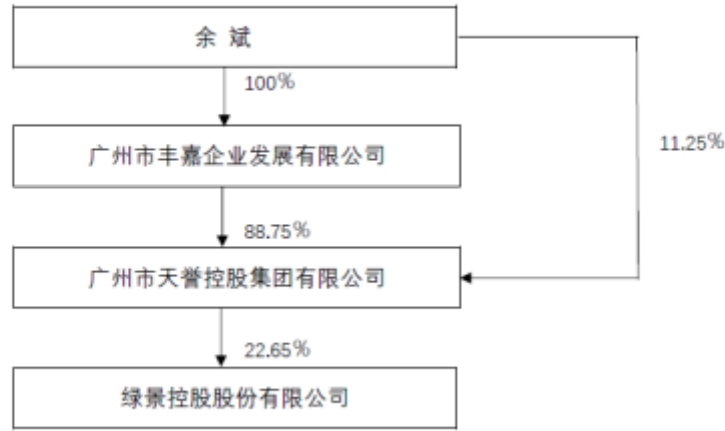 余 斌
100%
广州市丰嘉企业发展有限公司
11.25%
88.75%
广州市天誉控股集团有限公司
22.65%
绿景控股股份有限公司